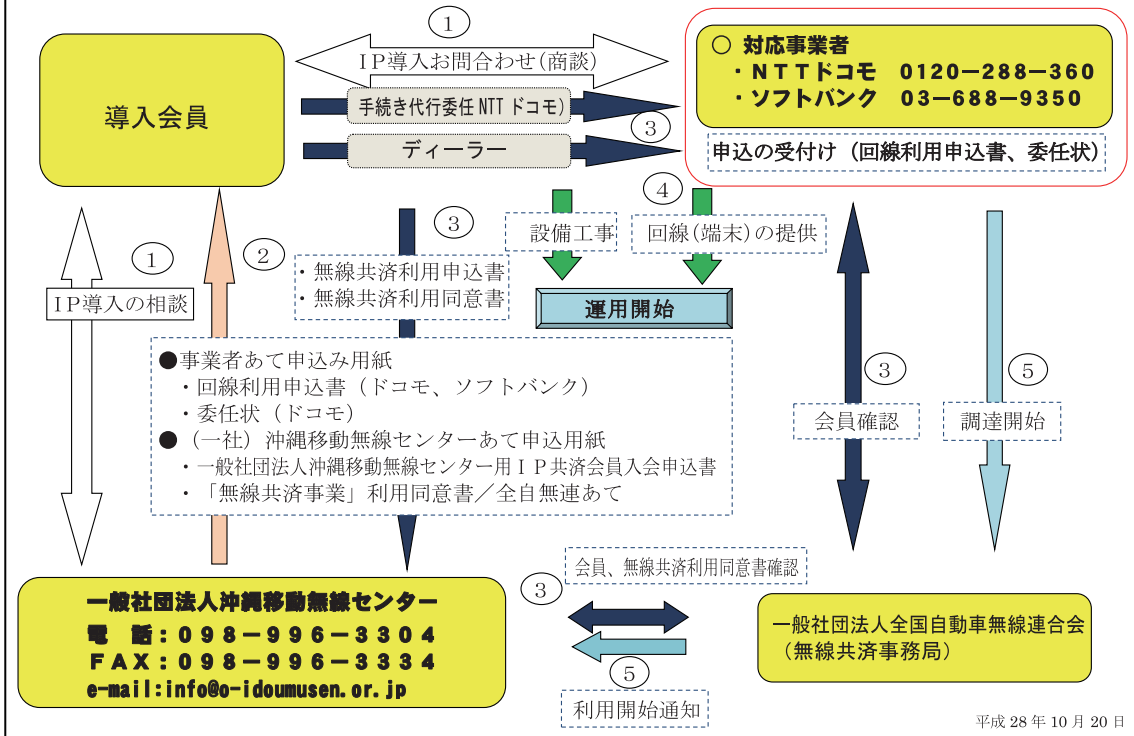 ①
IP導入お問合わせ(商談)
導入会員
手続き代行委任NTTドコモ)
ディーラー
③
○ 対応事業者
・NTTドコモ 0120−288−360
・ソフトバンク 03−688−9350
申込の受付け（回線利用申込書、委任状）
①
IP導入の相談
②
③
・無線共済利用申込書
・無線共済利用同意書
設備工事
④
回線(端末)の提供
運用開始
●事業者あて申込み用紙
・回線利用申込書（ドコモ、ソフトバンク）
・委任状（ドコモ）
●（一社）沖縄移動無線センターあて申込用紙
・一般社団法人沖縄移動無線センター用ＩＰ共済会員入会申込書
・「無線共済事業」利用同意書／全自無連あて
③
会員確認
⑤
調達開始
一般社団法人沖縄移動無線センター
電 話：098−996−3304
FAX：098−996−3334
e-mail:info@o-idoumusen.or.jp
会員、無線共済利用同意書確認
③
⑤
利用開始通知
一般社団法人全国自動車無線連合会
（無線共済事務局）
平成 28 年 10 月 20 日